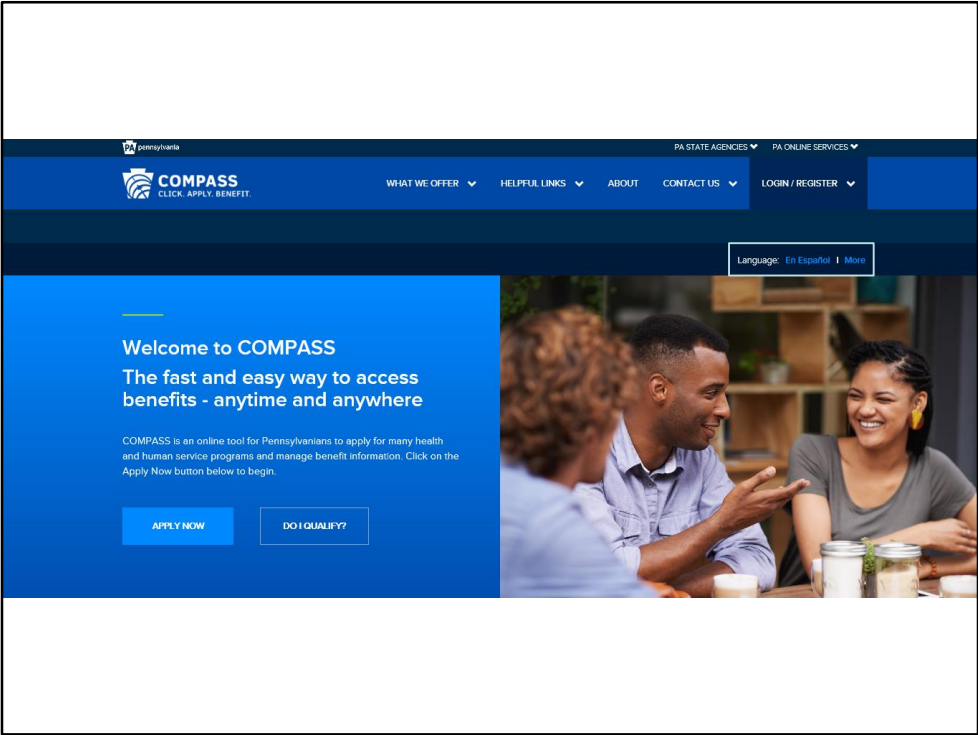 PA pennsylvania
PA STATE AGENCIES PA ONLINE SERVICES
COMPASS
CLICK. APPLY. BENEFIT.
WHAT WE OFFER HELPFUL LINKS ABOUT CONTACT US LOGIN / REGISTER
Language: En Español | More
Welcome to COMPASS
The fast and easy way to access
benefits - anytime and anywhere
COMPASS is an online tool for Pennsylvanians to apply for many health
and human service programs and manage benefit information. Click on the
Apply Now button below to begin.
APPLY NOW DO I QUALIFY?